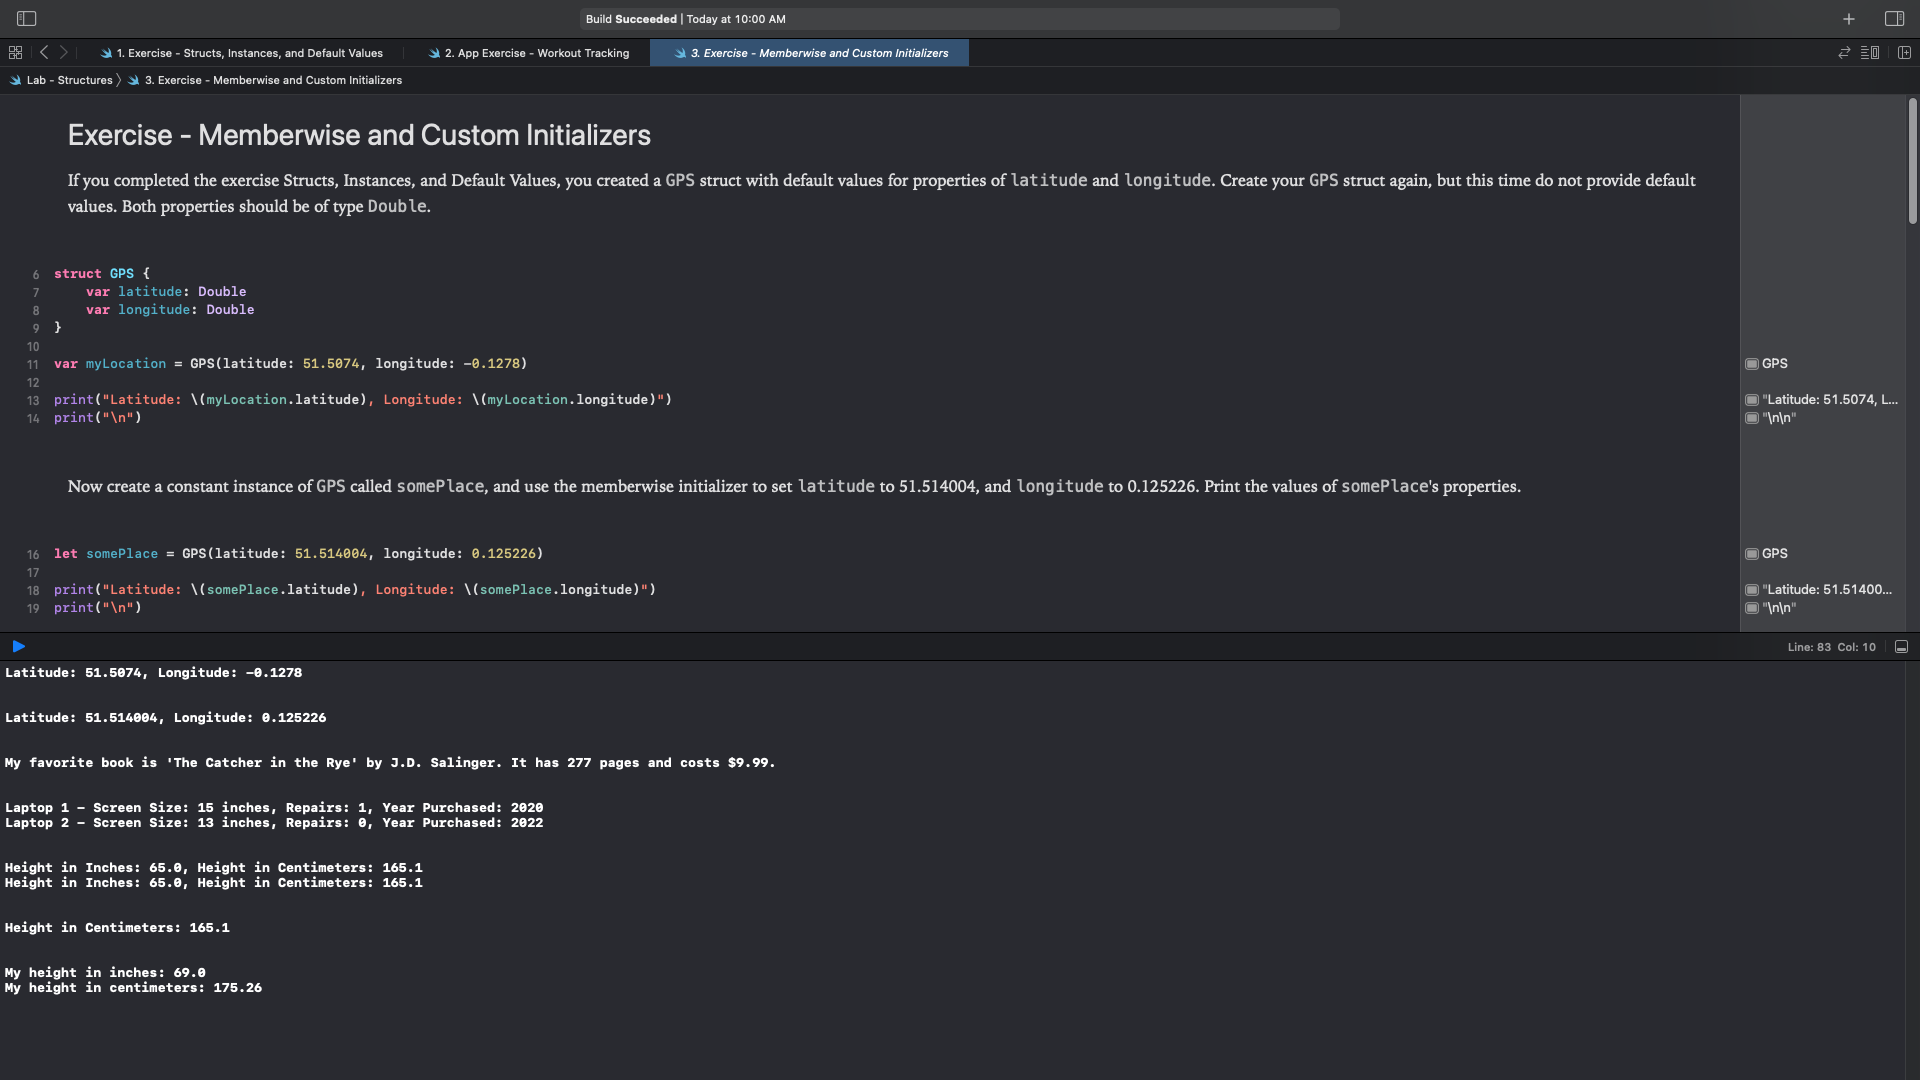 Build Succeeded | Today at 10:00 AM
1. Exercise - Structs, Instances, and Default Values
2. App Exercise - Workout Tracking
3. Exercise - Memberwise and Custom Initializers
Lab - Structures 〉 3. Exercise - Memberwise and Custom Initializers
Exercise - Memberwise and Custom Initializers
If you completed the exercise Structs, Instances, and Default Values, you created a GPS struct with default values for properties of latitude and longitude. Create your GPS struct again, but this time do not provide default
values. Both properties should be of type Double.
6 struct GPS {
7     var latitude: Double
8     var longitude: Double
9 }
10
11 var myLocation = GPS(latitude: 51.5074, longitude: -0.1278)
GPS
12
13 print("Latitude: \(myLocation.latitude), Longitude: \(myLocation.longitude)")
"Latitude: 51.5074, L...
14 print("\n")
"\n\n"
Now create a constant instance of GPS called somePlace, and use the memberwise initializer to set latitude to 51.514004, and longitude to 0.125226. Print the values of somePlace's properties.
16 let somePlace = GPS(latitude: 51.514004, longitude: 0.125226)
GPS
17
18 print("Latitude: \(somePlace.latitude), Longitude: \(somePlace.longitude)")
"Latitude: 51.51400...
19 print("\n")
"\n\n"
Line: 83 Col: 10
Latitude: 51.5074, Longitude: -0.1278
Latitude: 51.514004, Longitude: 0.125226
My favorite book is 'The Catcher in the Rye' by J.D. Salinger. It has 277 pages and costs $9.99.
Laptop 1 - Screen Size: 15 inches, Repairs: 1, Year Purchased: 2020
Laptop 2 - Screen Size: 13 inches, Repairs: 0, Year Purchased: 2022
Height in Inches: 65.0, Height in Centimeters: 165.1
Height in Inches: 65.0, Height in Centimeters: 165.1
Height in Centimeters: 165.1
My height in inches: 69.0
My height in centimeters: 175.26